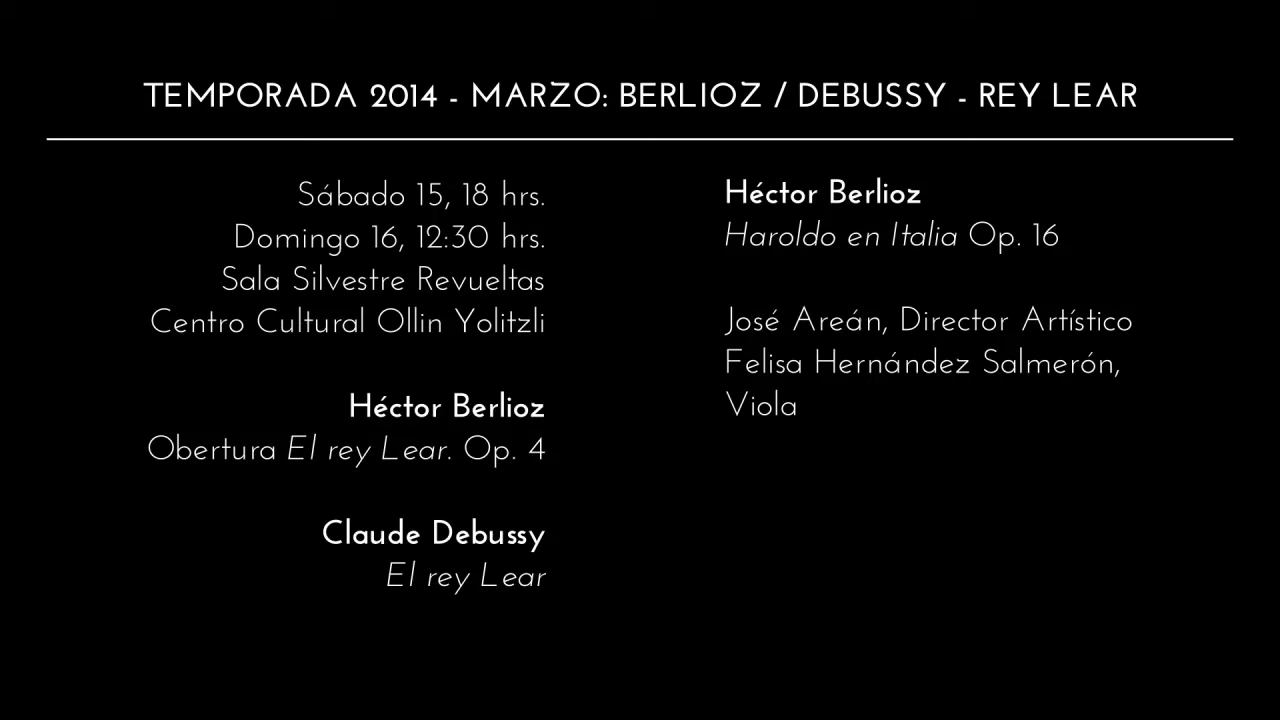 TEMPORADA 2014 - MARZO: BERLIOZ / DEBUSSY - REY LEAR
Sábado 15, 18 hrs.
Domingo 16, 12:30 hrs.
Sala Silvestre Revueltas
Centro Cultural Ollin Yolitzli
Héctor Berlioz
Obertura El rey Lear. Op. 4
Claude Debussy
El rey Lear
Héctor Berlioz
Haroldo en Italia Op. 16
José Areán, Director Artístico
Felisa Hernández Salmerón,
Viola